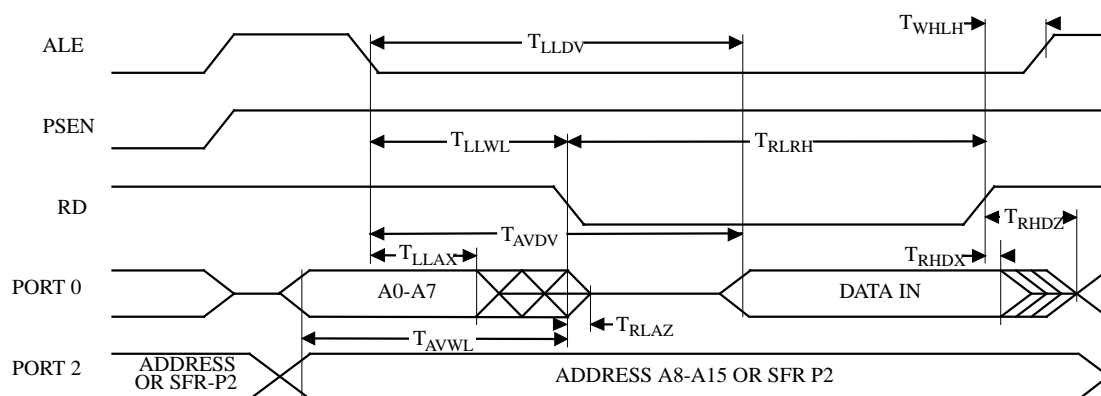 ALE
T_LLDV
T_WHLH
PSEN
T_LLWL
T_RLRH
RD
T_AVDV
T_RHDZ
T_LLAX
T_RHDX
PORT 0
A0-A7
DATA IN
T_RLAZ
T_AVWL
PORT 2
ADDRESS
OR SFR-P2
ADDRESS A8-A15 OR SFR P2